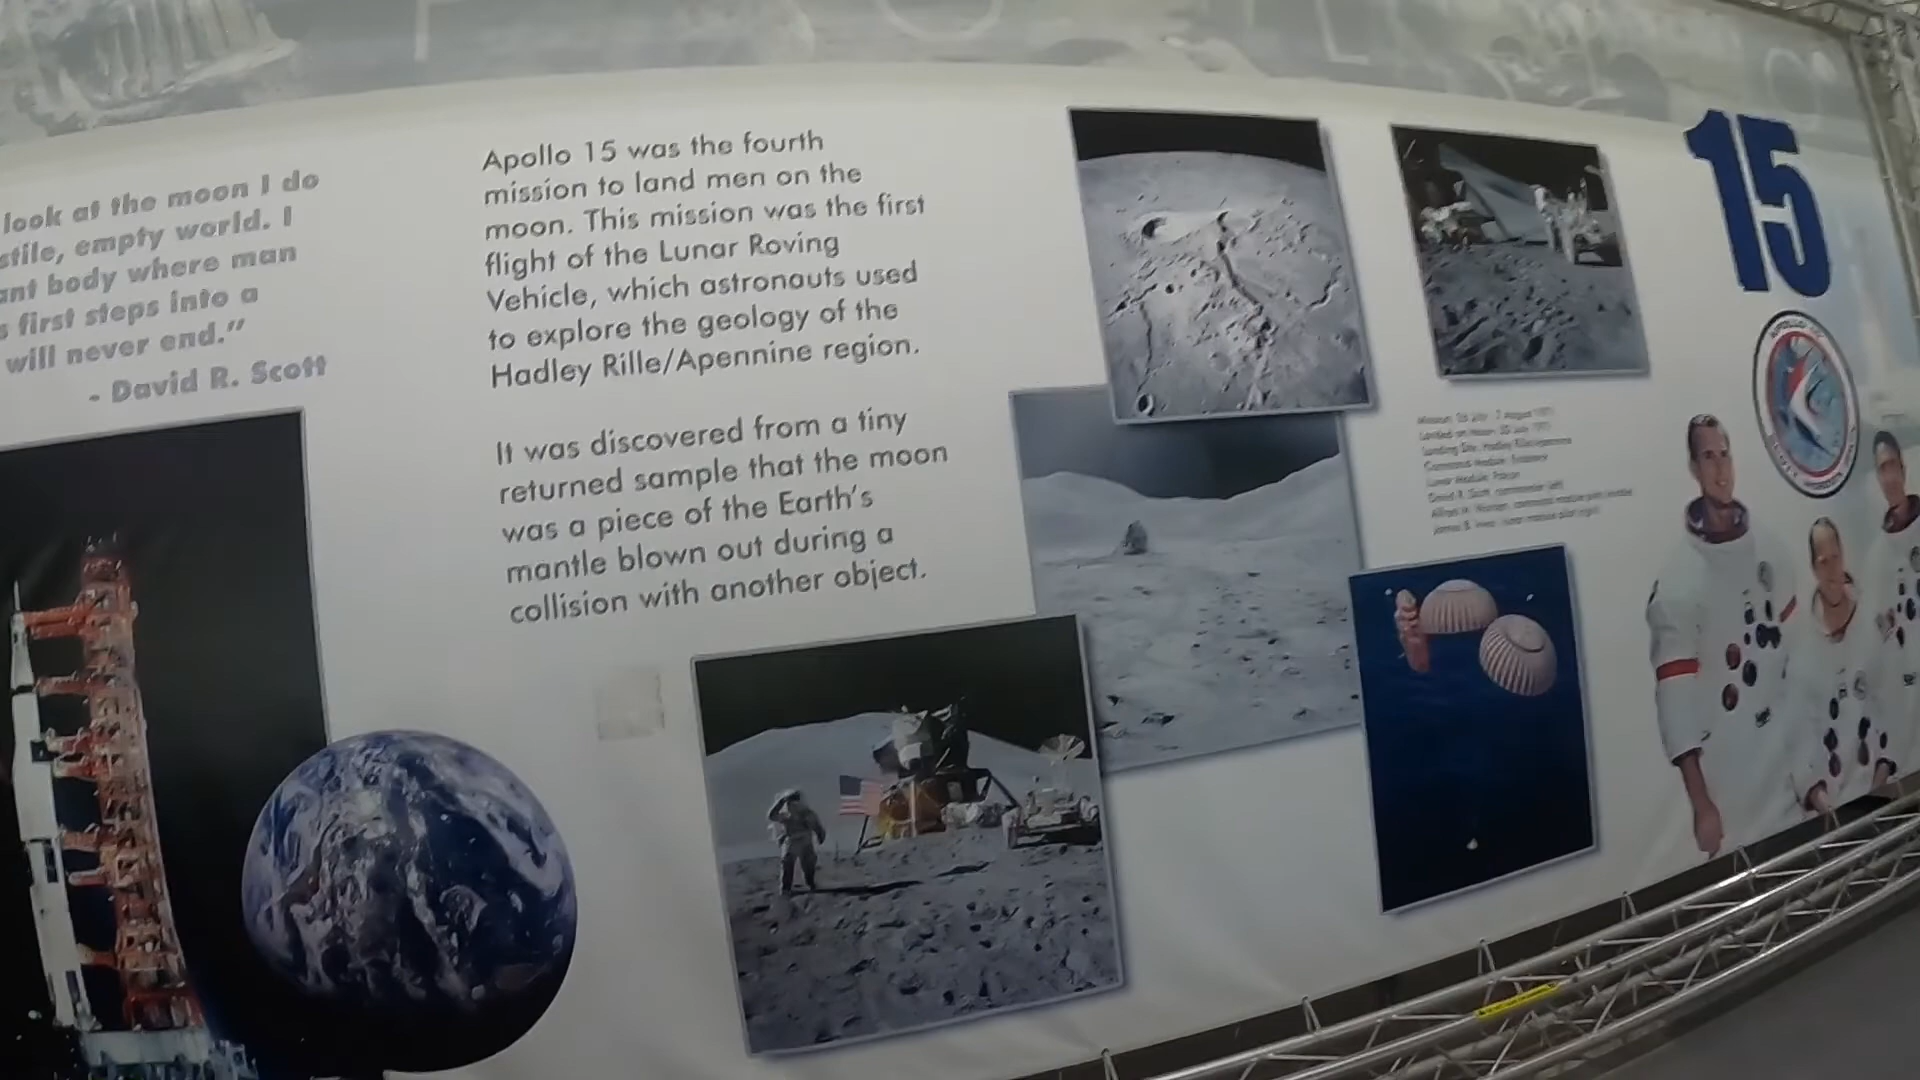 look at the moon I do
stile, empty world. I
ant body where man
s first steps into a
will never end."
- David R. Scott
Apollo 15 was the fourth
mission to land men on the
moon. This mission was the first
flight of the Lunar Roving
Vehicle, which astronauts used
to explore the geology of the
Hadley Rille/Apennine region.
It was discovered from a tiny
returned sample that the moon
was a piece of the Earth's
mantle blown out during a
collision with another object.
15